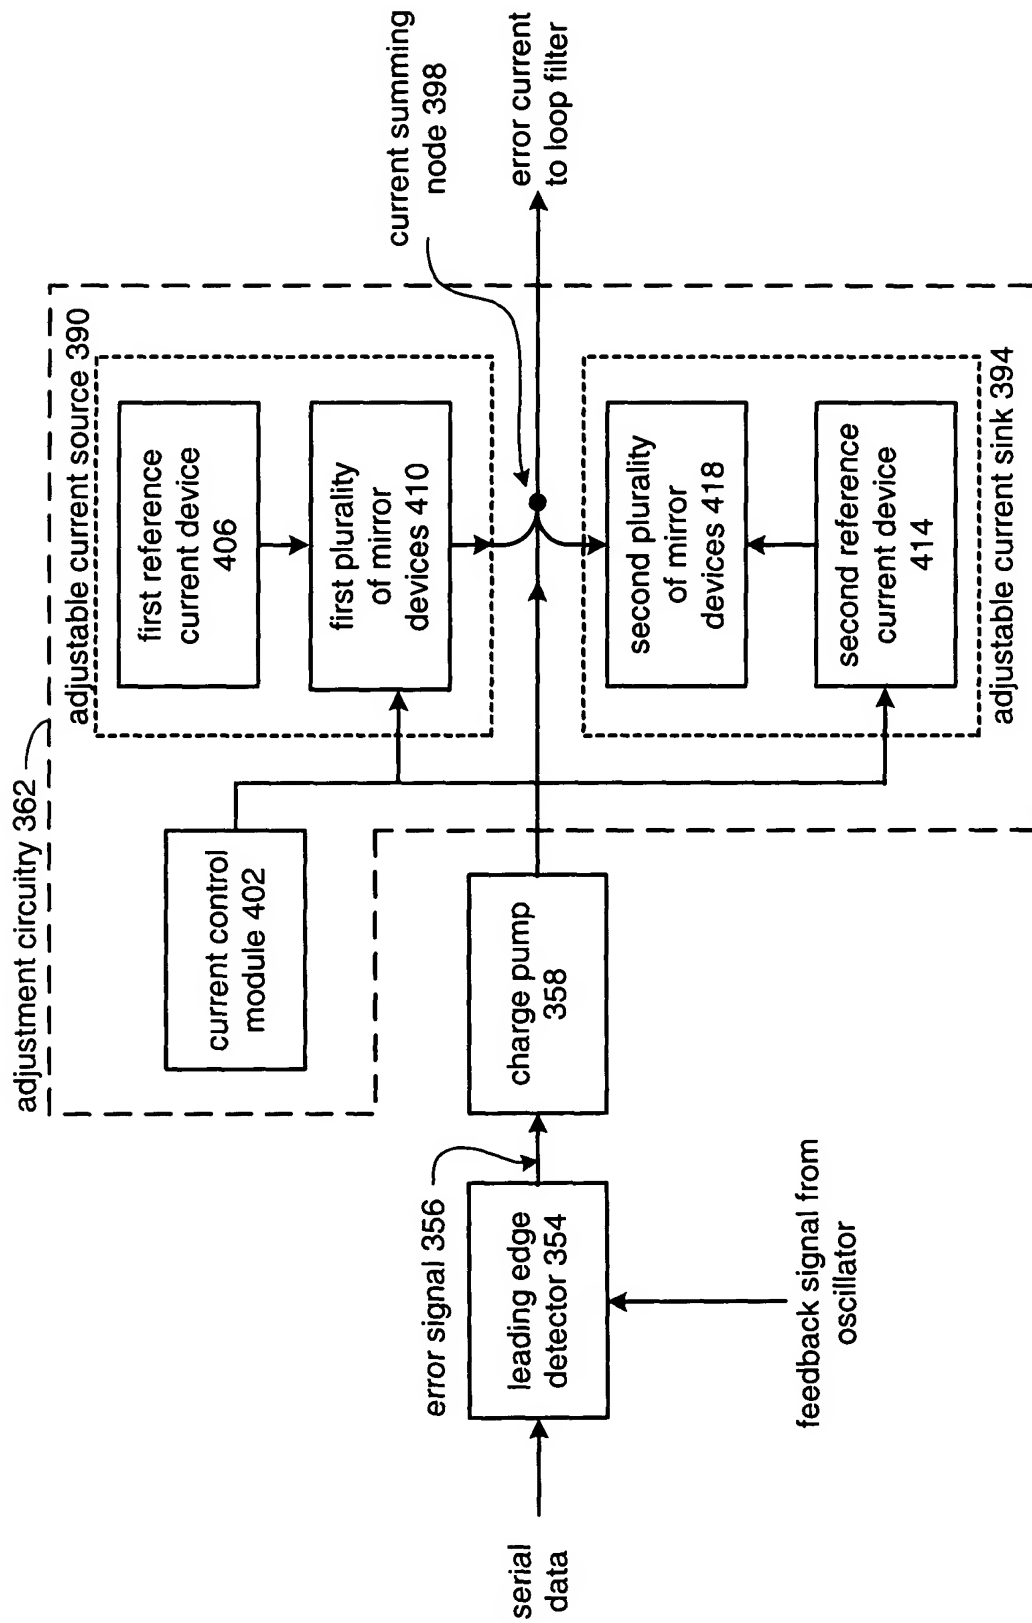 adjustment circuitry 362
adjustable current source 390
first reference
current device
406
first plurality
of mirror
devices 410
current control
module 402
current summing
node 398
error current
to loop filter
serial
data
leading edge
detector 354
error signal 356
charge pump
358
feedback signal from
oscillator
second plurality
of mirror
devices 418
second reference
current device
414
adjustable current sink 394